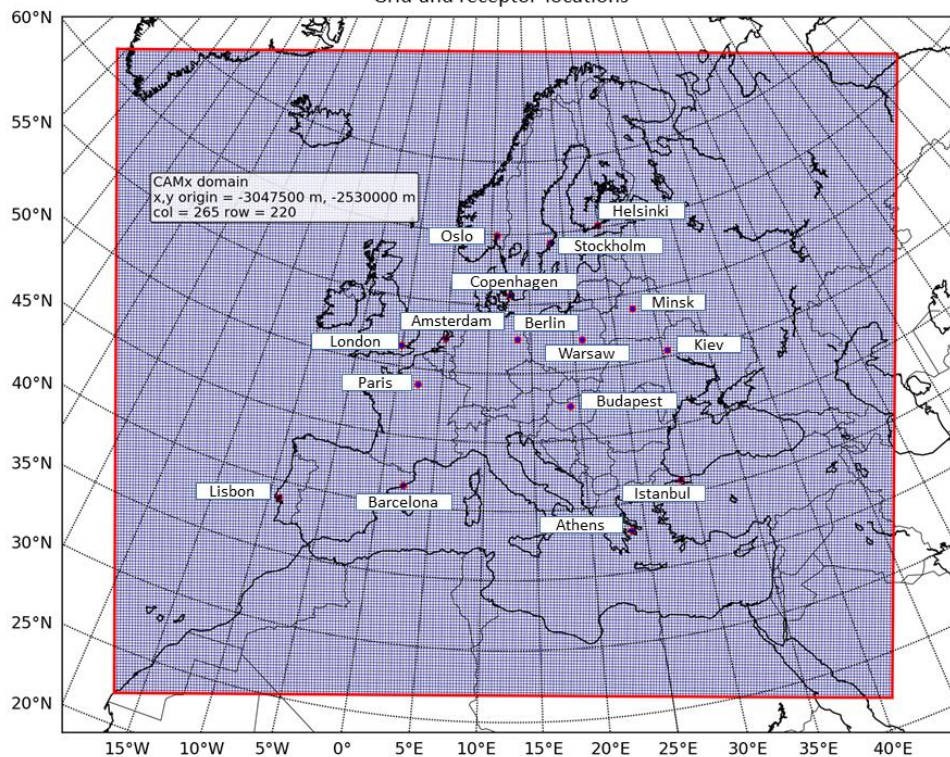 Grid and receptor locations
60°N
55°N
50°N
45°N
40°N
35°N
30°N
25°N
20°N
CAMx domain
x,y origin = -3047500 m, -2530000 m
col = 265 row = 220
Helsinki
Oslo
Stockholm
Copenhagen
Minsk
Amsterdam
Berlin
London
Warsaw
Kiev
Paris
Budapest
Lisbon
Barcelona
Istanbul
Athens
15°W
10°W
5°W
0°
5°E
10°E
15°E
20°E
25°E
30°E
35°E
40°E